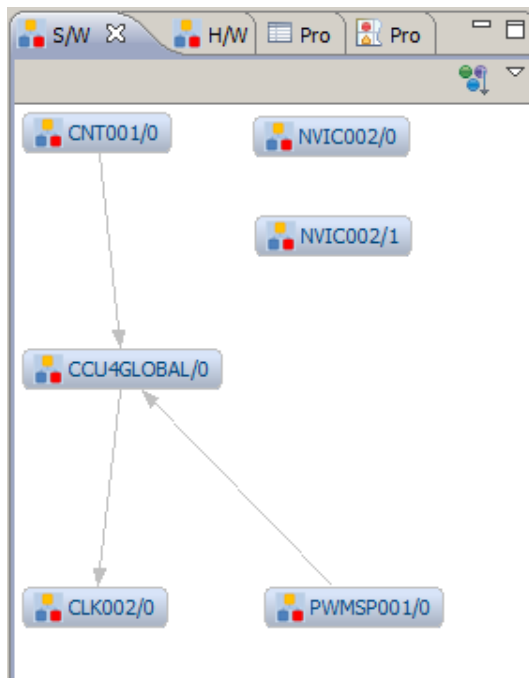 S/W H/W Pro Pro
CNT001/0 NVIC002/0
NVIC002/1
CCU4GLOBAL/0
CLK002/0 PWMSP001/0